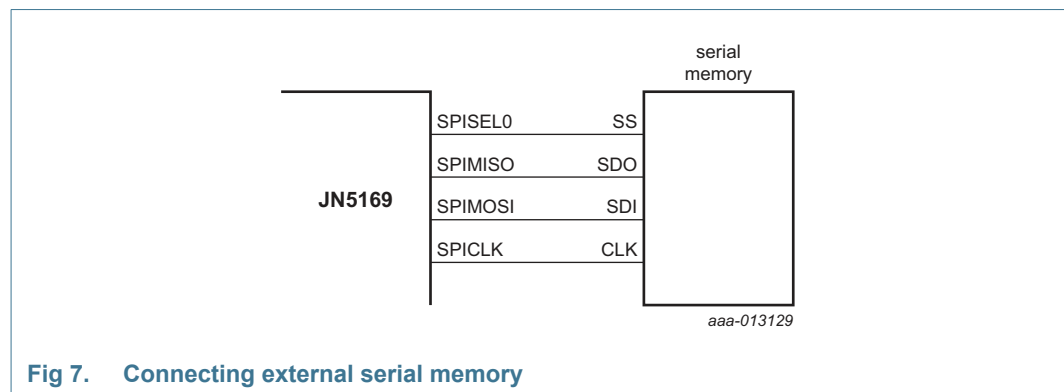 serial
memory
SPISEL0 SS
SPIMISO SDO
JN5169
SPIMOSI SDI
SPICLK CLK
aaa-013129
Fig 7. Connecting external serial memory